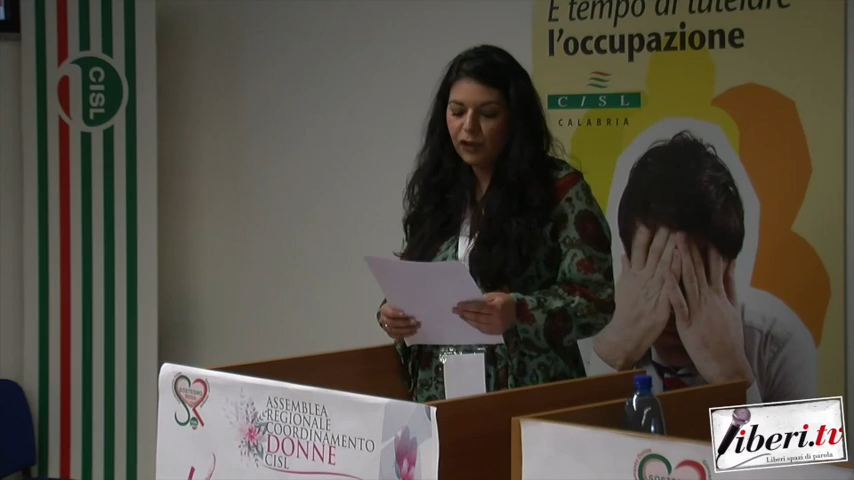 È tempo di tutelare
l'occupazione
CISL
CISL
CALABRIA
ASSEMBLEA
REGIONALE
COORDINAMENTO
DONNE
CISL
liberi.tv
Liberi spazi di parola